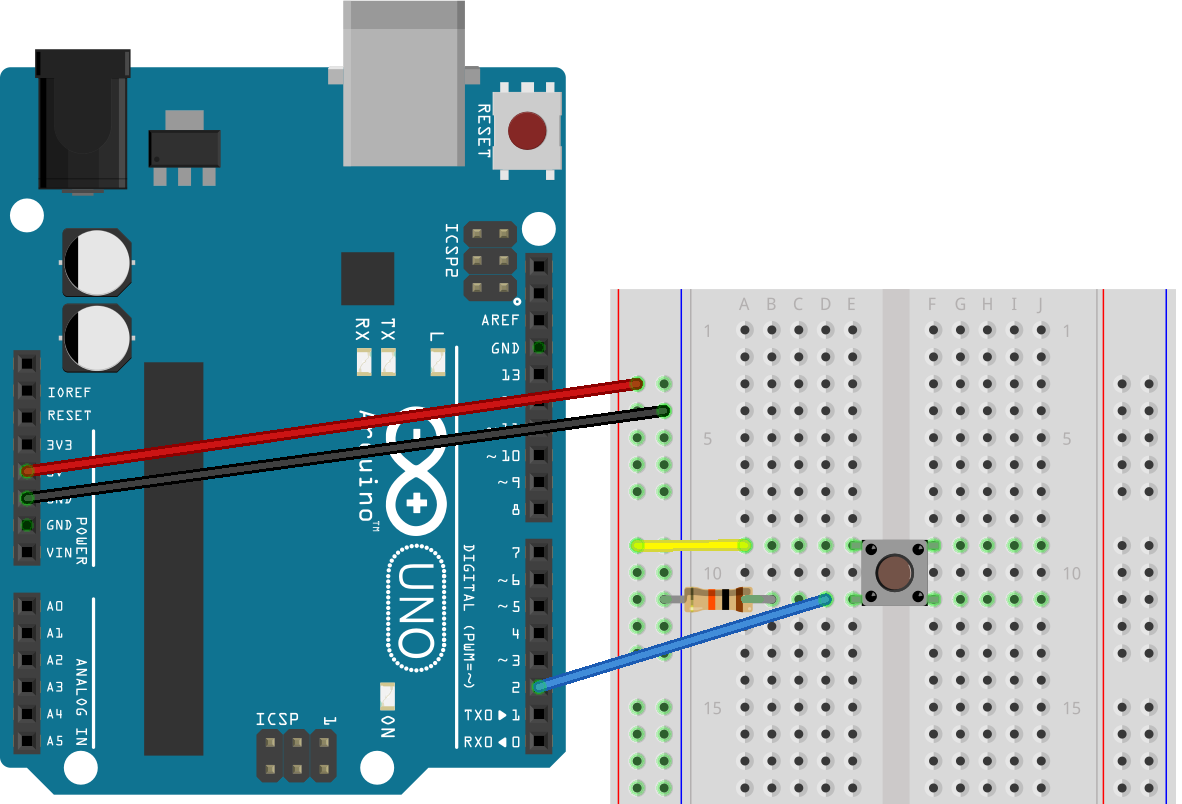 RESET
ICSP2
AREF
GND
13
RX
TX
L
IOREF
RESET
3V3
GND
VIN
POWER
Arduino
TM
~10
~9
8
UNO
DIGITAL (PWM=~)
7
~6
~5
4
~3
2
TX0▶1
RX0◀0
A0
A1
A2
A3
A4
A5
ANALOG IN
ICSP
1
ON
A B C D E F G H I J
1 1
5 5
10 10
15 15